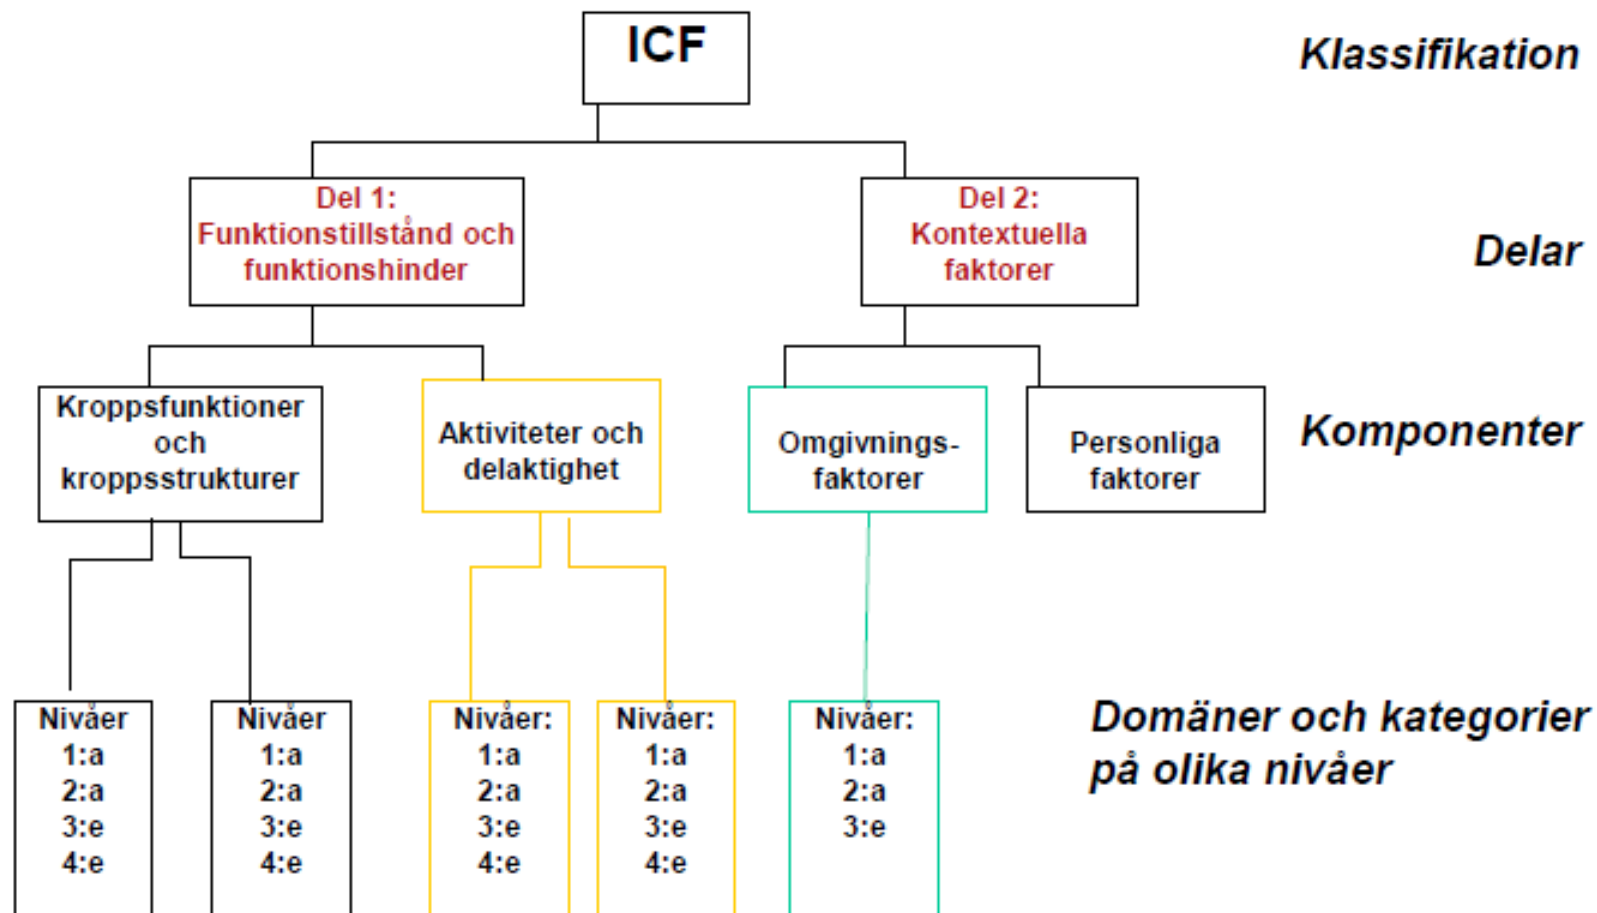 ICF
Klassifikation
Del 1:
Funktionstillstånd och
funktionshinder
Del 2:
Kontextuella
faktorer
Delar
Kroppsfunktioner
och
kroppsstrukturer
Aktiviteter och
delaktighet
Omgivnings-
faktorer
Personliga
faktorer
Komponenter
Nivåer
1:a
2:a
3:e
4:e
Nivåer
1:a
2:a
3:e
4:e
Nivåer:
1:a
2:a
3:e
4:e
Nivåer:
1:a
2:a
3:e
4:e
Nivåer:
1:a
2:a
3:e
Domäner och kategorier
på olika nivåer